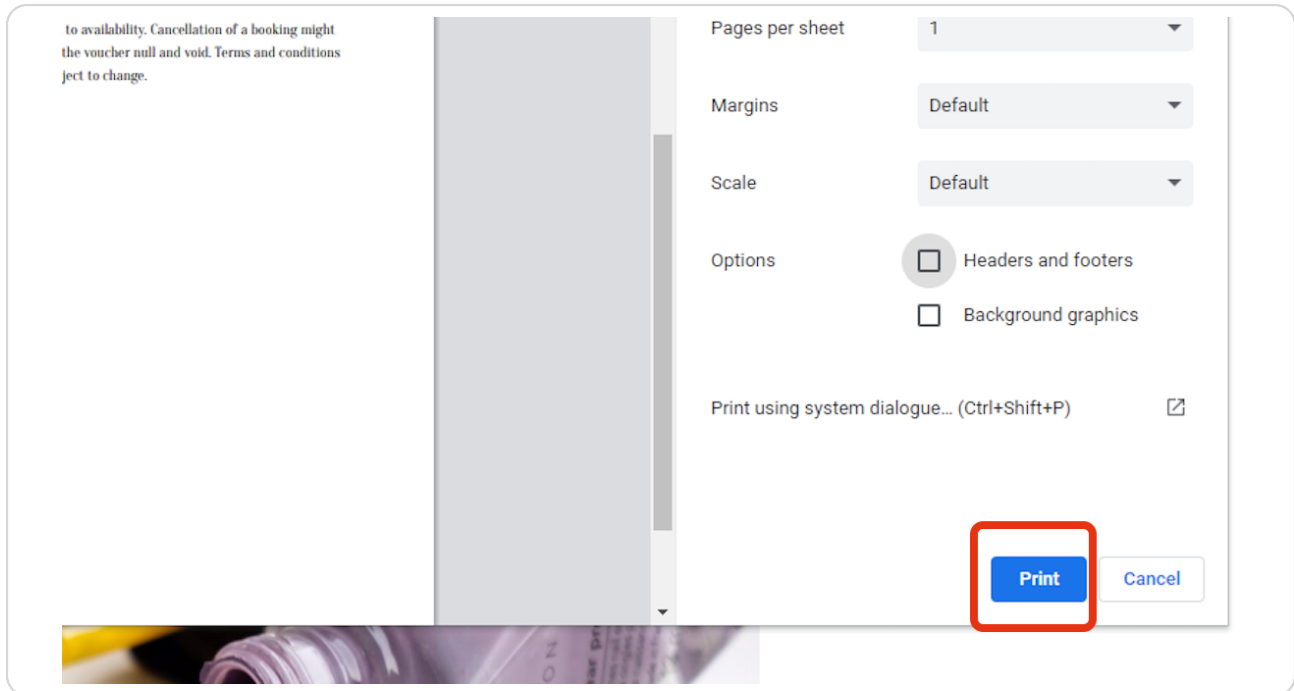 to availability. Cancellation of a booking might
the voucher null and void. Terms and conditions
ject to change.
Pages per sheet 1
Margins Default
Scale Default
Options Headers and footers
Background graphics
Print using system dialogue... (Ctrl+Shift+P)
Print Cancel